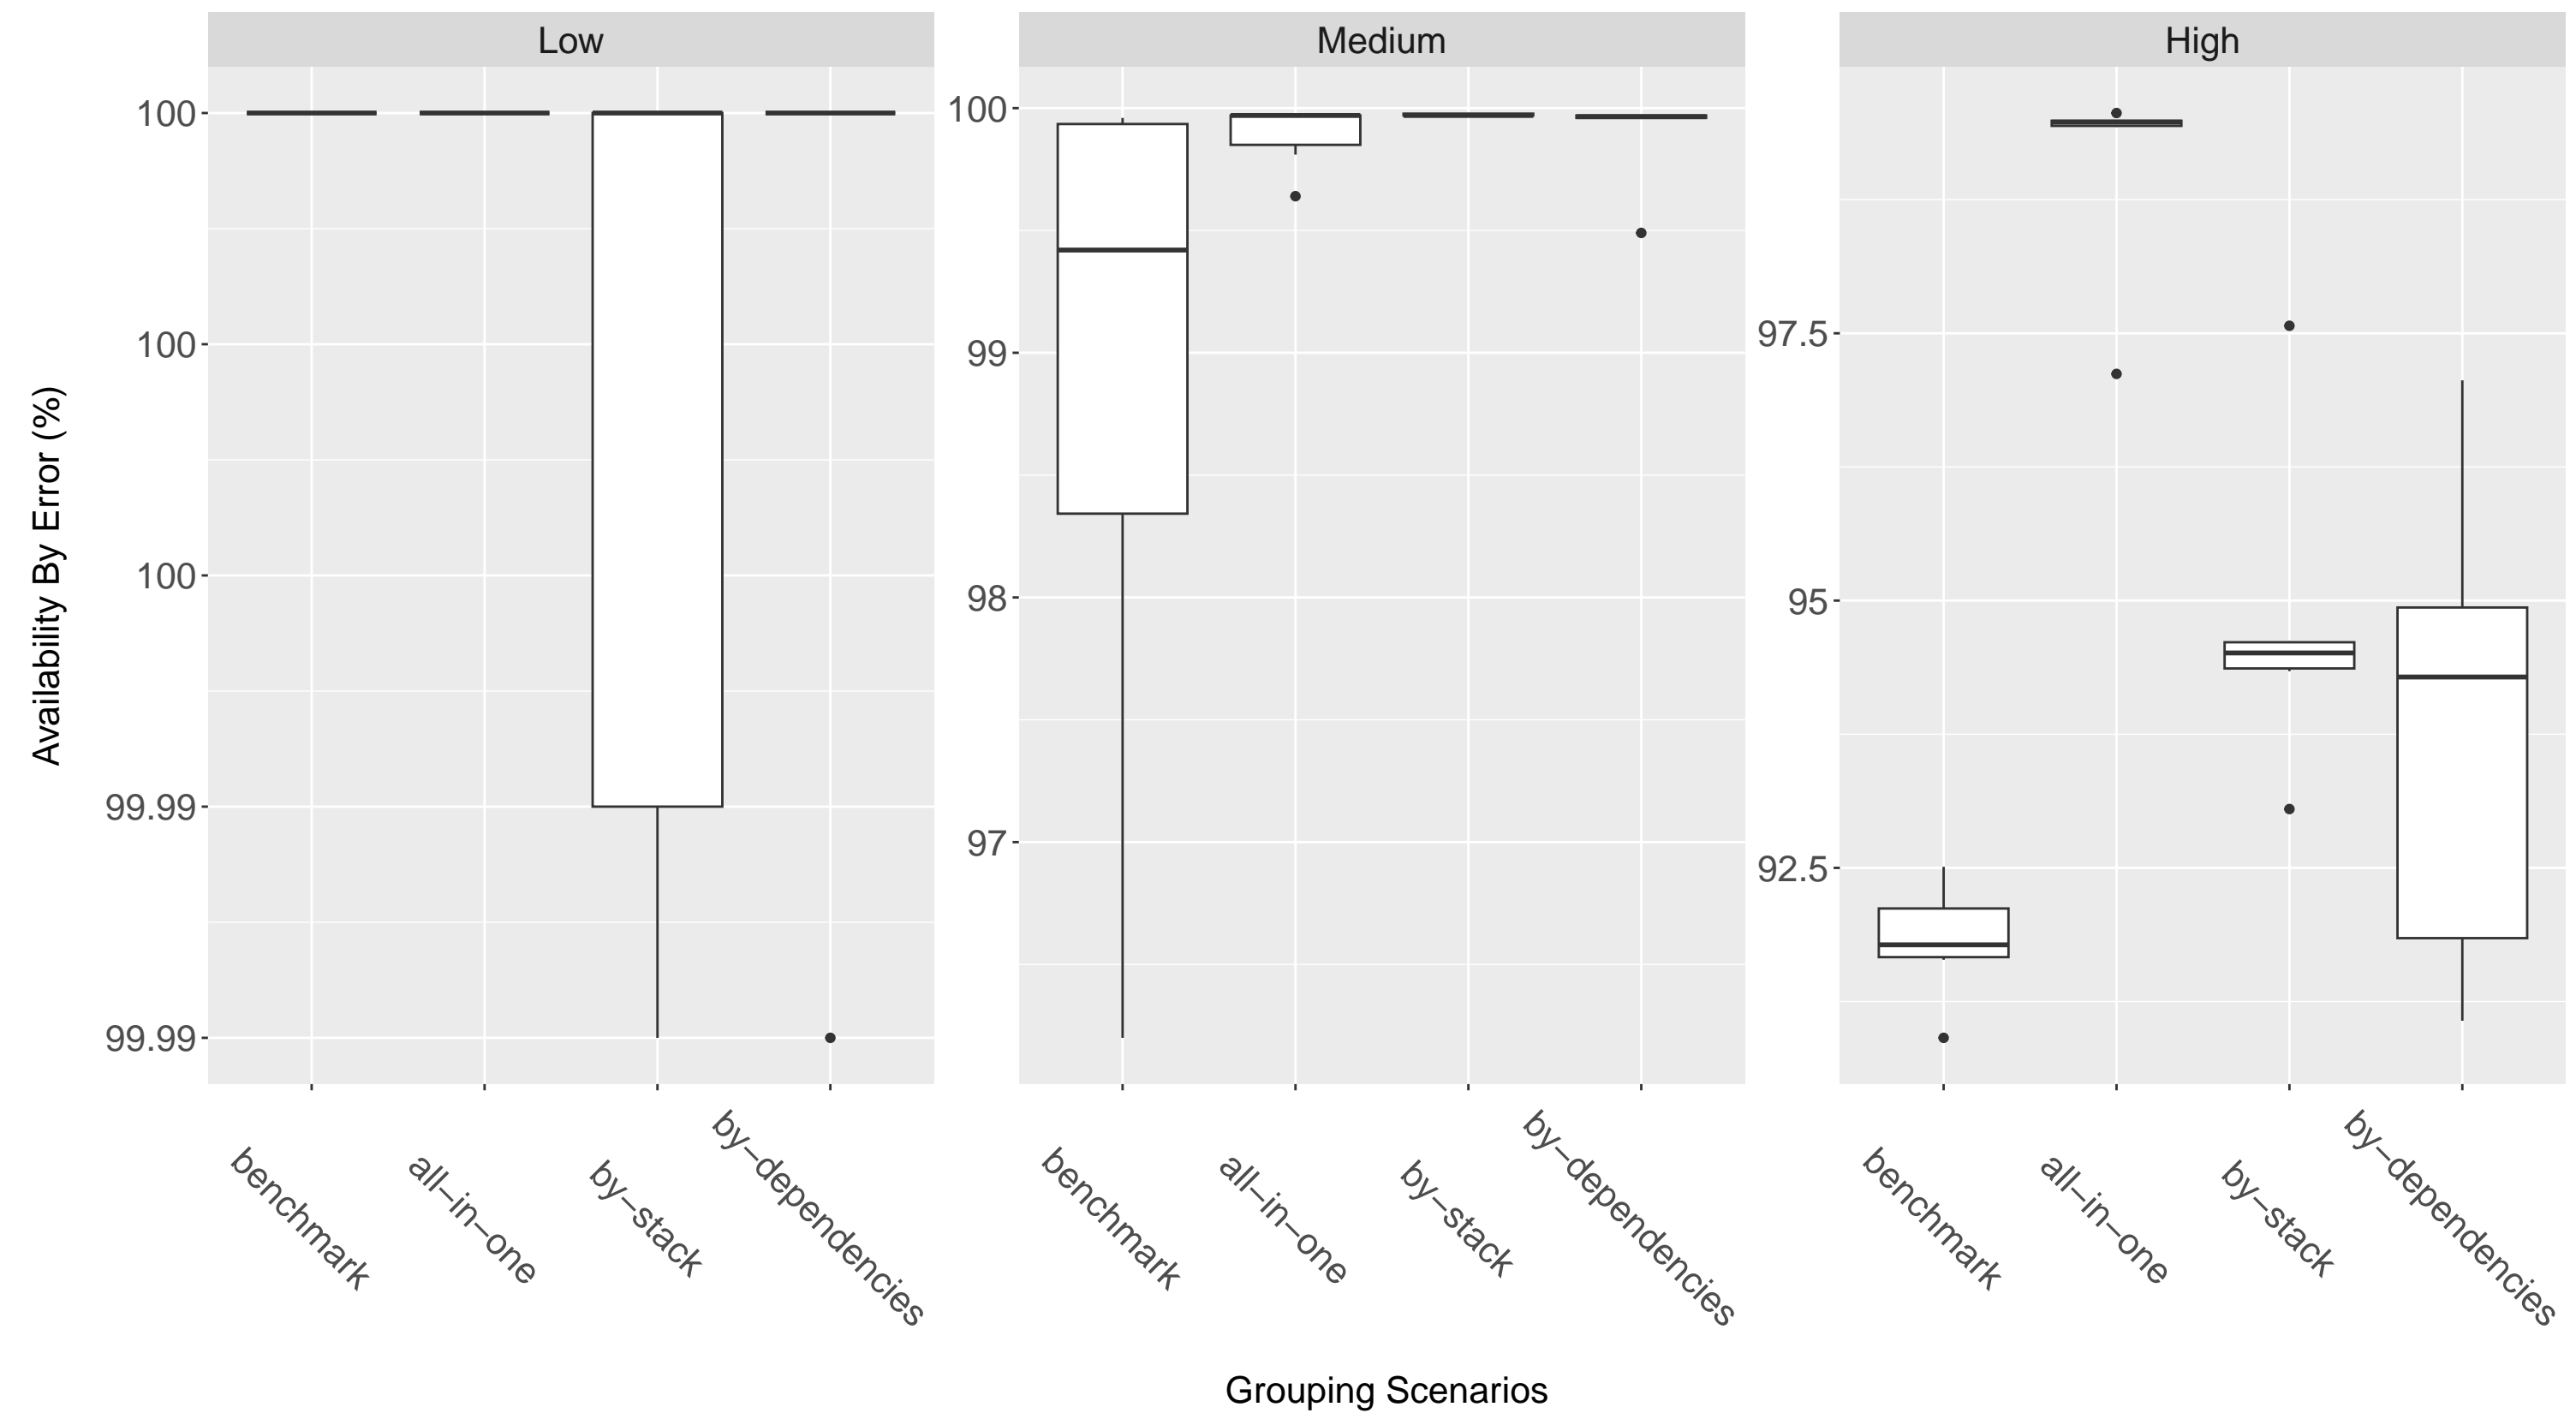 Low
Medium
High
Availability By Error (%)
100
100
100
99.99
99.99
100
99
98
97
97.5
95
92.5
benchmark
all−in−one
by−stack
by−dependencies
benchmark
all−in−one
by−stack
by−dependencies
benchmark
all−in−one
by−stack
by−dependencies
Grouping Scenarios